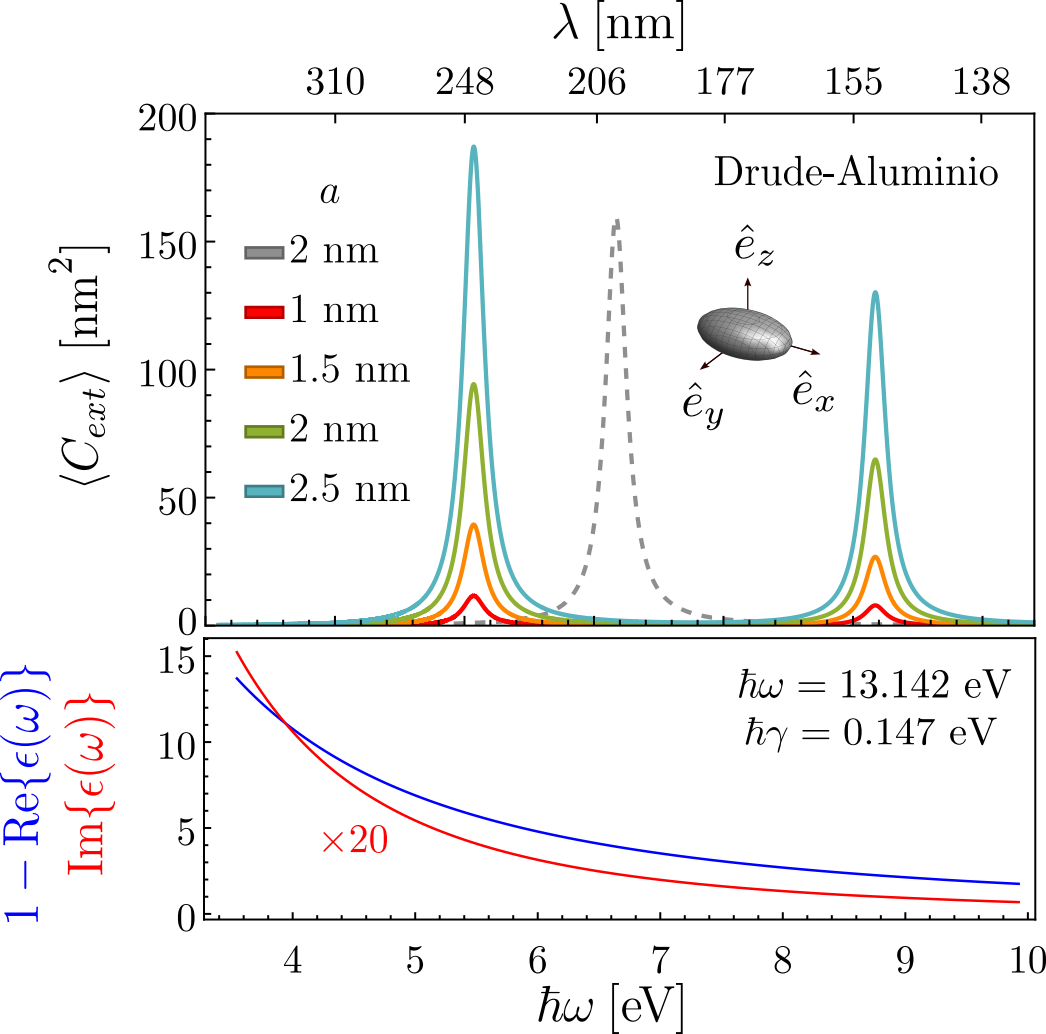 λ [nm]
310 248 206 177 155 138
200
150
100
50
0
⟨C_ext⟩ [nm²]
a
2 nm
1 nm
1.5 nm
2 nm
2.5 nm
Drude-Aluminio
ê_z
ê_y
ê_x
15
10
5
0
1 − Re{ϵ(ω)}
Im{ϵ(ω)}
×20
ℏω = 13.142 eV
ℏγ = 0.147 eV
4 5 6 7 8 9 10
ℏω [eV]